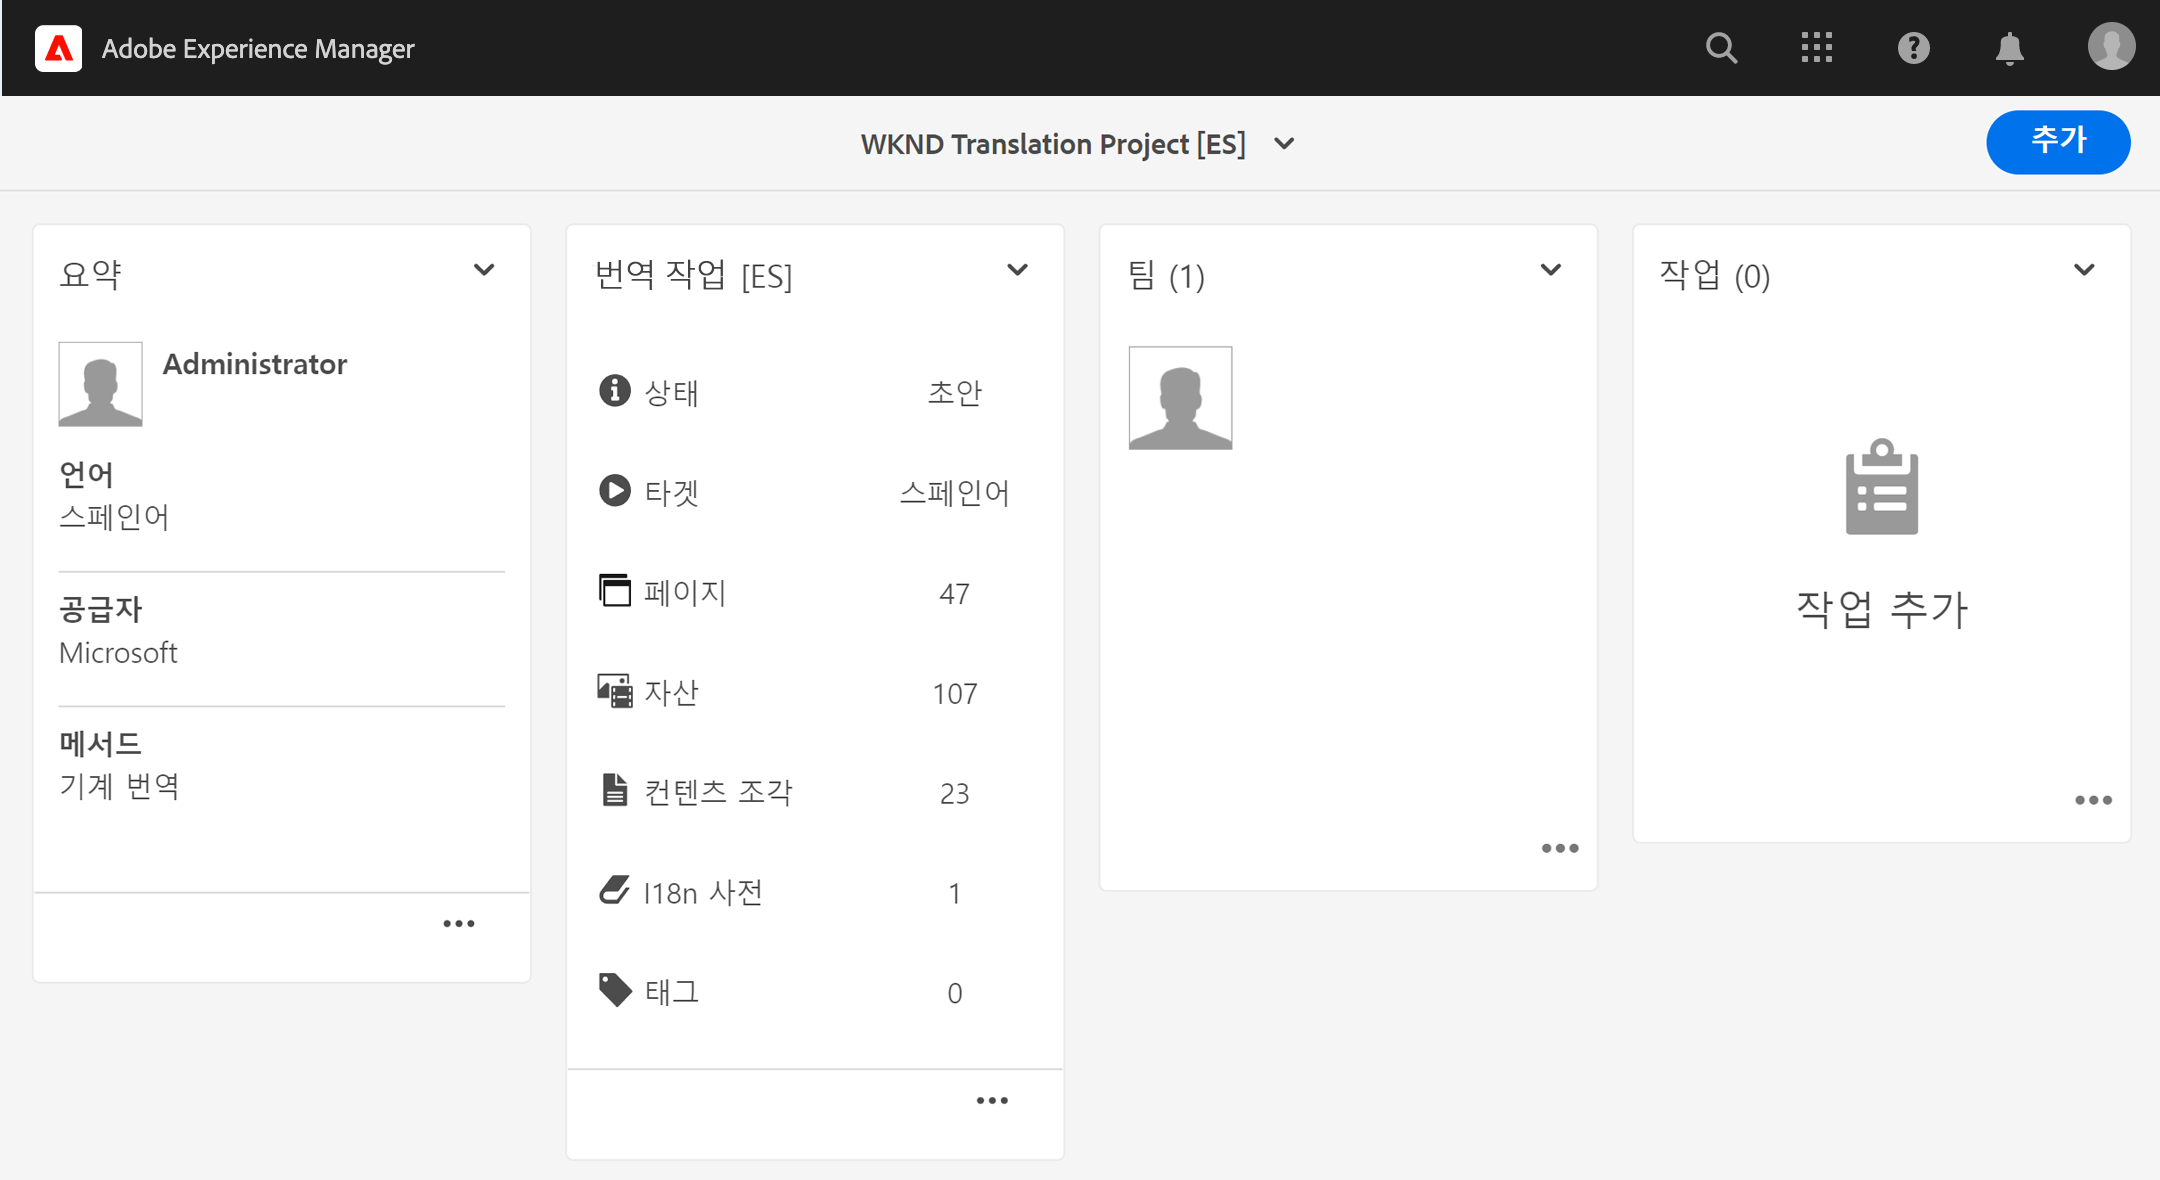 Adobe Experience Manager
WKND Translation Project [ES]
추가
요약
Administrator
언어
스페인어
공급자
Microsoft
메서드
기계 번역
번역 작업 [ES]
상태 초안
타겟 스페인어
페이지 47
자산 107
컨텐츠 조각 23
I18n 사전 1
태그 0
팀 (1)
작업 (0)
작업 추가